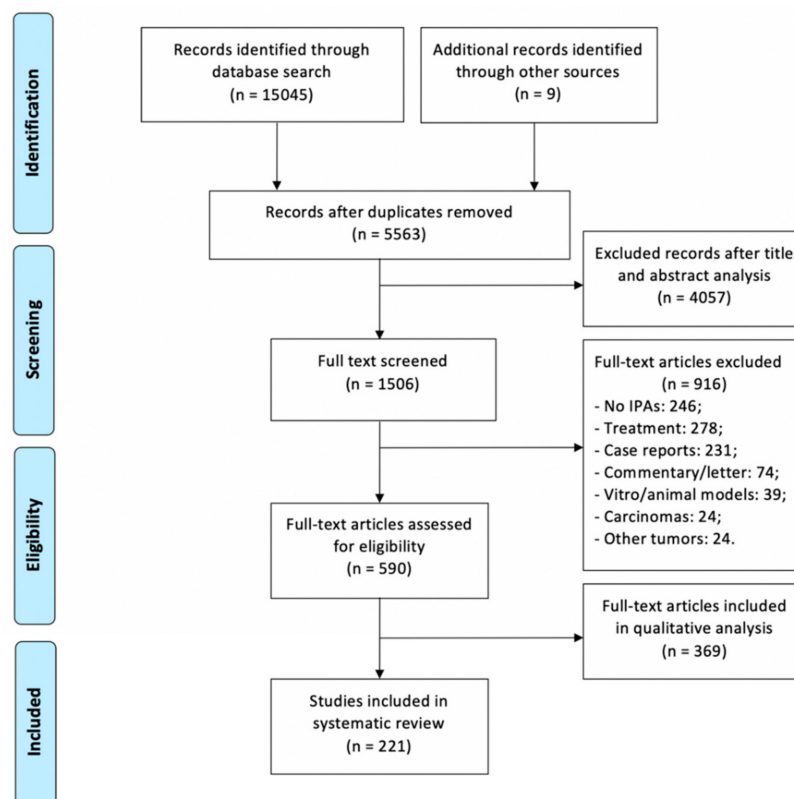 Identification
Records identified through
database search
(n = 15045)
Additional records identified
through other sources
(n = 9)
Records after duplicates removed
(n = 5563)
Screening
Excluded records after title
and abstract analysis
(n = 4057)
Full text screened
(n = 1506)
Full-text articles excluded
(n = 916)
- No IPAs: 246;
- Treatment: 278;
- Case reports: 231;
- Commentary/letter: 74;
- Vitro/animal models: 39;
- Carcinomas: 24;
- Other tumors: 24.
Eligibility
Full-text articles assessed
for eligibility
(n = 590)
Full-text articles included
in qualitative analysis
(n = 369)
Included
Studies included in
systematic review
(n = 221)